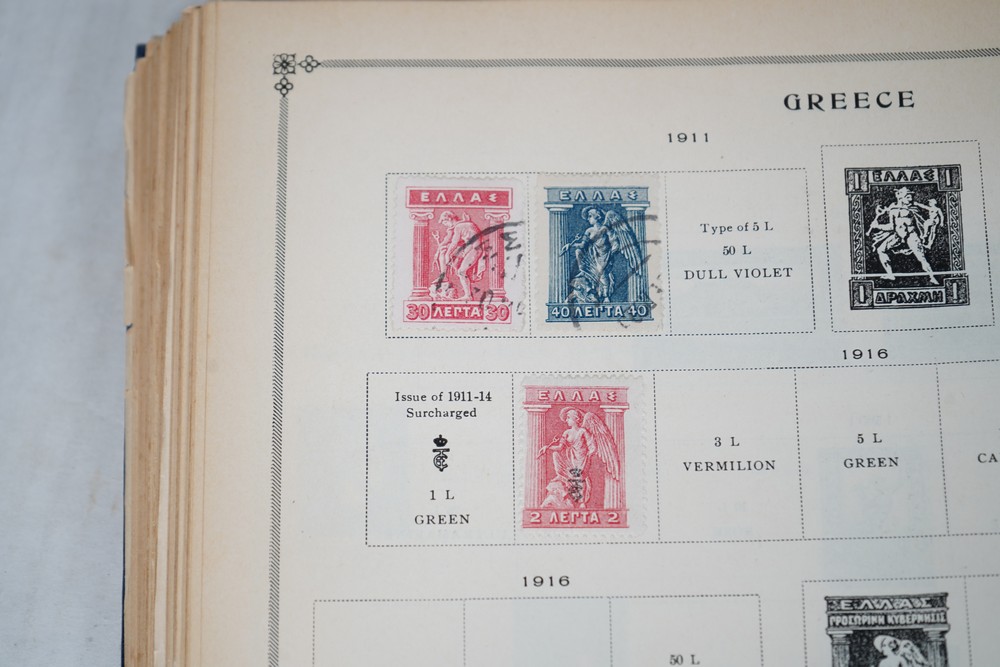 GREECE
1911
ΕΛΛΑΣ
30 ΛΕΠΤΑ 30
ΕΛΛΑΣ
40 ΛΕΠΤΑ 40
Type of 5 L
50 L
DULL VIOLET
1 ΕΛΛΑΣ 1
1 ΔΡΑΧΜΗ 1
1916
Issue of 1911-14
Surcharged
1 L
GREEN
ΕΛΛΑΣ
2 ΛΕΠΤΑ 2
3 L
VERMILION
5 L
GREEN
CA
1916
50 L
ΕΛΛΑΣ
ΠΡΟΣΩΡΙΝΗ ΚΥΒΕΡΝΗΣΙΣ